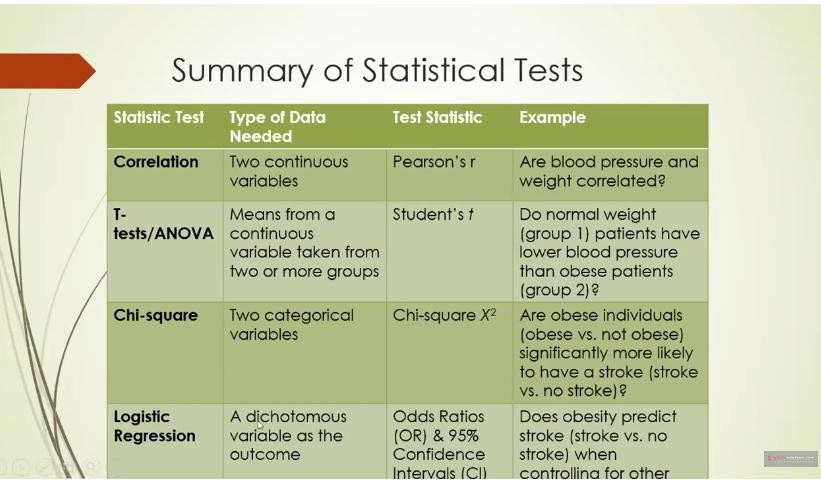 Summary of Statistical Tests
Statistic Test
Type of Data
Needed
Test Statistic
Example
Correlation
Two continuous
variables
Pearson's r
Are blood pressure and
weight correlated?
T-
tests/ANOVA
Means from a
continuous
variable taken from
two or more groups
Student's t
Do normal weight
(group 1) patients have
lower blood pressure
than obese patients
(group 2)?
Chi-square
Two categorical
variables
Chi-square X²
Are obese individuals
(obese vs. not obese)
significantly more likely
to have a stroke (stroke
vs. no stroke)?
Logistic
Regression
A dichotomous
variable as the
outcome
Odds Ratios
(OR) & 95%
Confidence
Intervals (CI)
Does obesity predict
stroke (stroke vs. no
stroke) when
controlling for other